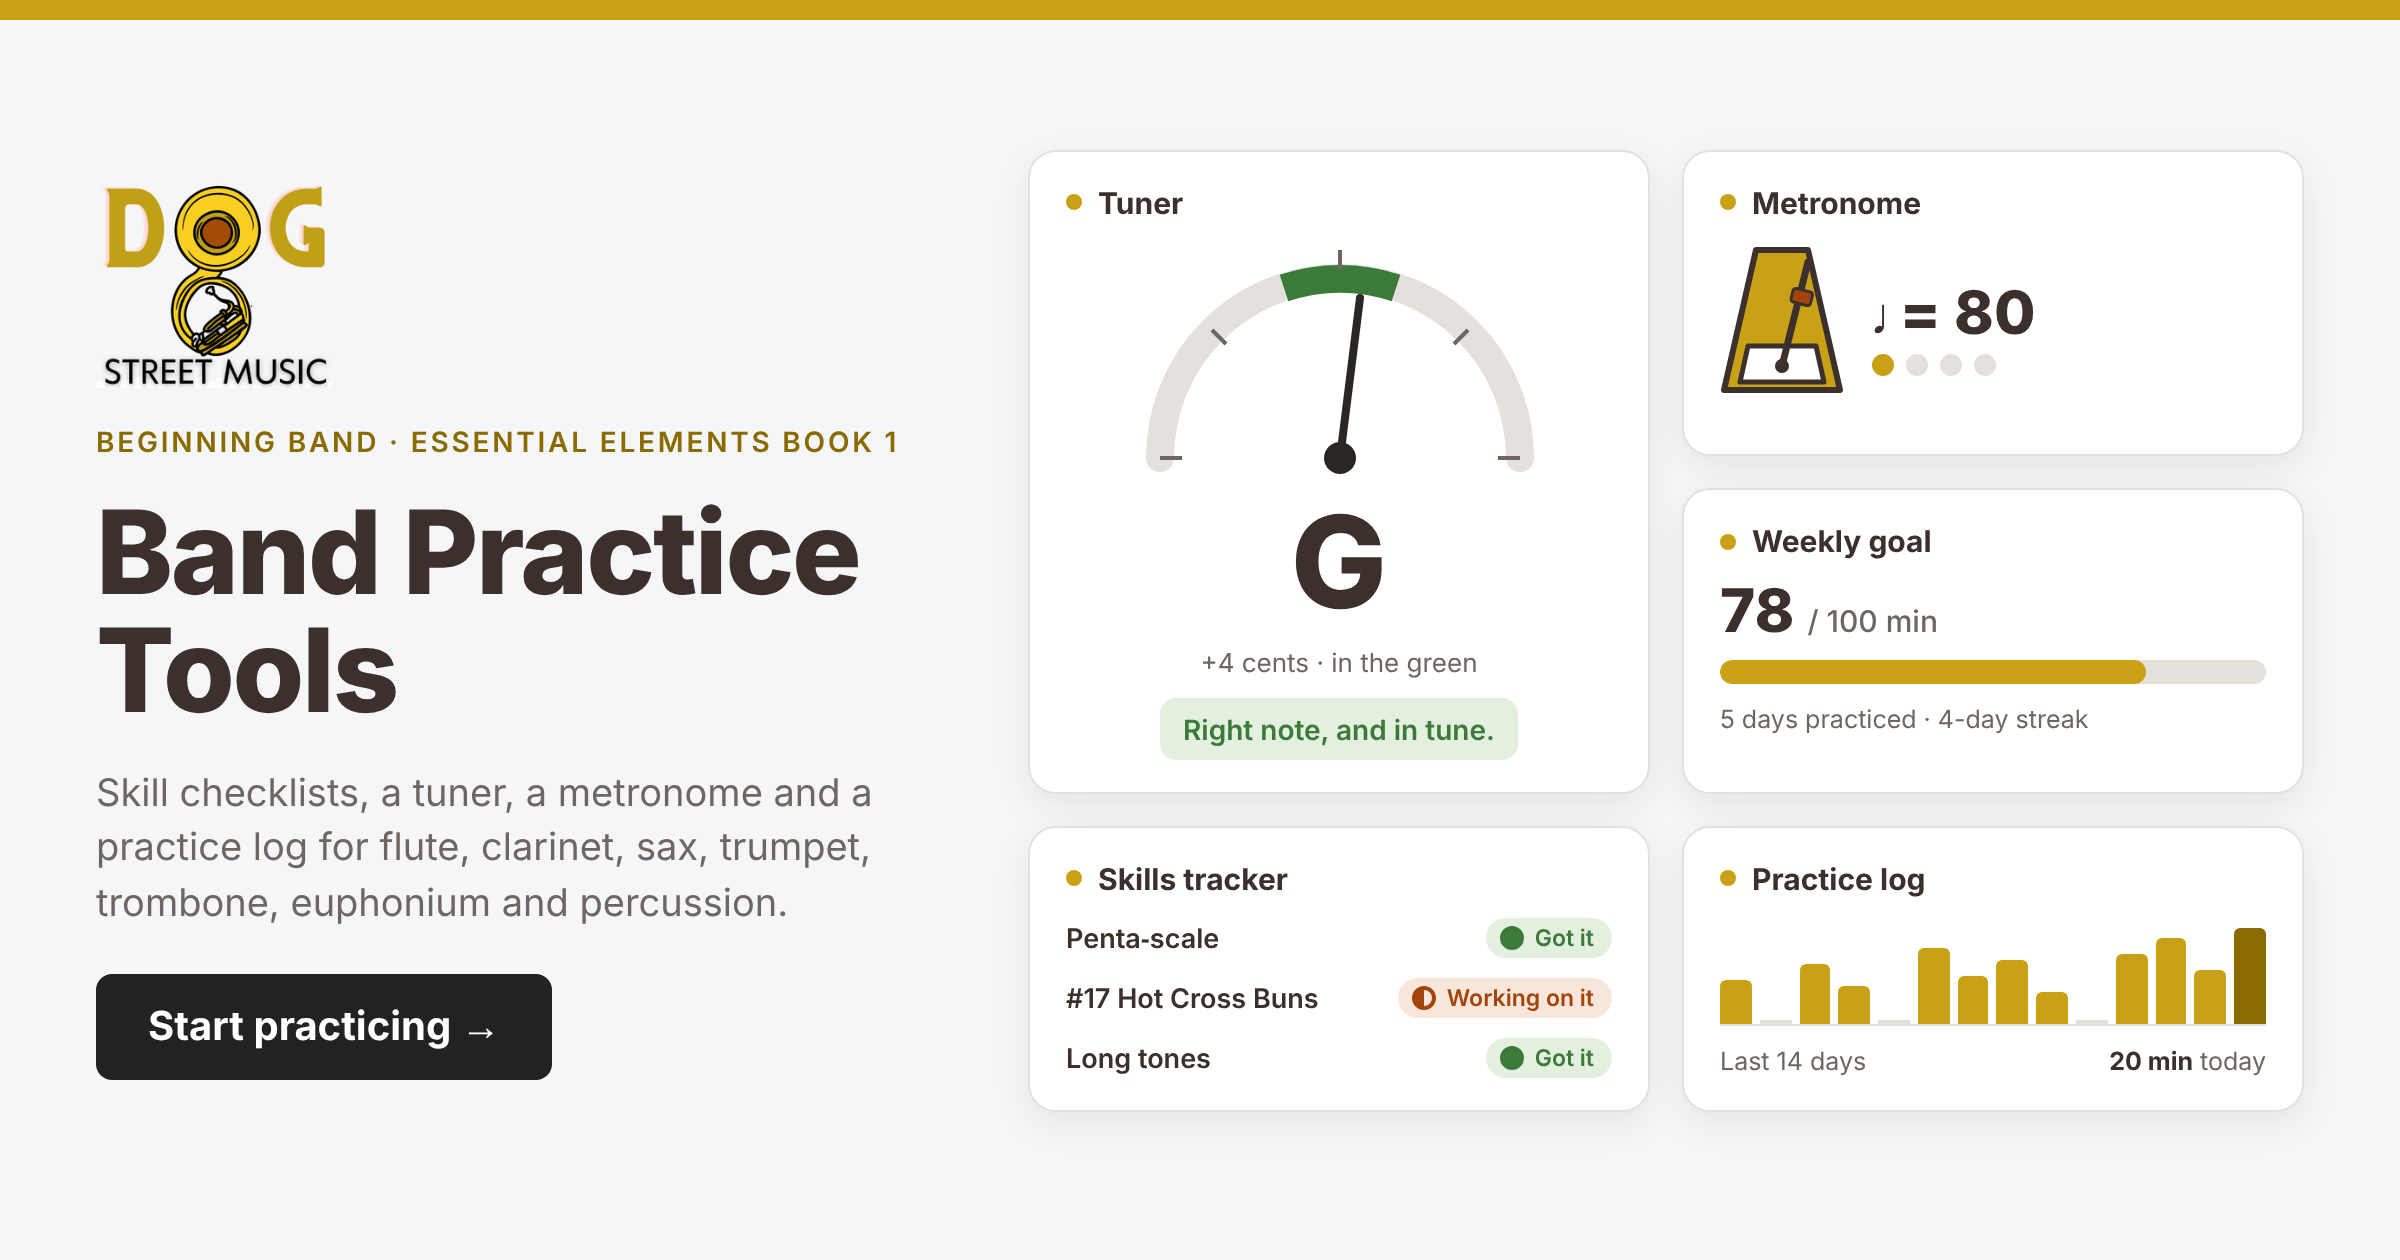 DOG
STREET MUSIC
BEGINNING BAND · ESSENTIAL ELEMENTS BOOK 1
Band Practice
Tools
Skill checklists, a tuner, a metronome and a
practice log for flute, clarinet, sax, trumpet,
trombone, euphonium and percussion.
Start practicing →
Tuner
G
+4 cents · in the green
Right note, and in tune.
Metronome
♩ = 80
Weekly goal
78 / 100 min
5 days practiced · 4-day streak
Skills tracker
Penta-scale Got it
#17 Hot Cross Buns Working on it
Long tones Got it
Practice log
Last 14 days 20 min today